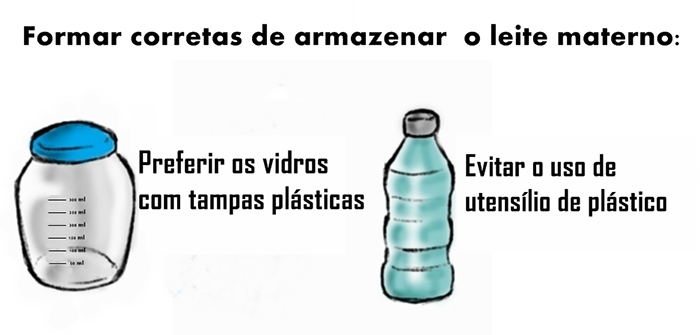 Formar corretas de armazenar o leite materno:
Preferir os vidros
com tampas plásticas
Evitar o uso de
utensílio de plástico